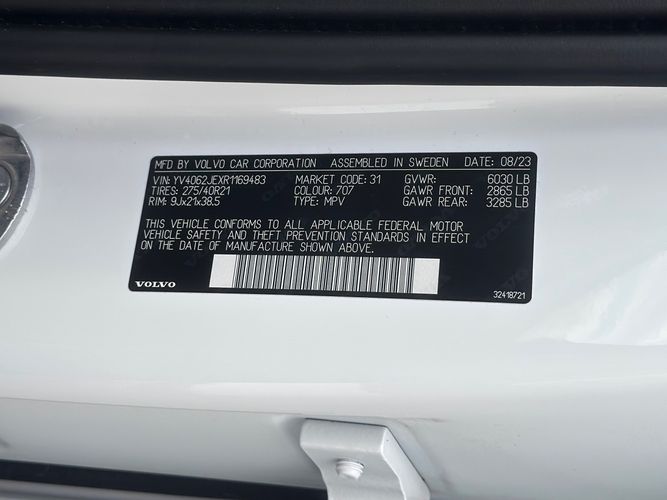 MFD BY VOLVO CAR CORPORATION ASSEMBLED IN SWEDEN DATE: 08/23
VIN: YV4062JEXR1169483 MARKET CODE: 31 GVWR: 6030 LB
TIRES: 275/40R21 COLOUR: 707 GAWR FRONT: 2865 LB
RIM: 9Jx21x38.5 TYPE: MPV GAWR REAR: 3285 LB
THIS VEHICLE CONFORMS TO ALL APPLICABLE FEDERAL MOTOR
VEHICLE SAFETY AND THEFT PREVENTION STANDARDS IN EFFECT
ON THE DATE OF MANUFACTURE SHOWN ABOVE.
VOLVO 32418721